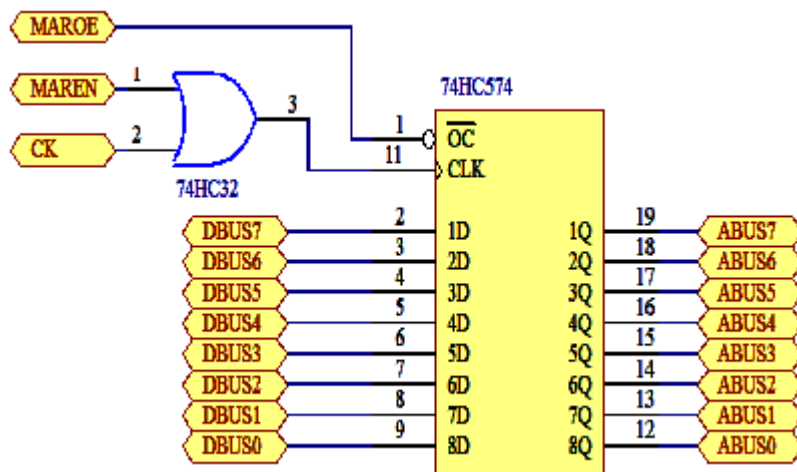 MAROE
MAREN 1 3 74HC574
CK 2 1 OC
11 CLK
74HC32
DBUS7 2 1D 1Q 19 ABUS7
DBUS6 3 2D 2Q 18 ABUS6
DBUS5 4 3D 3Q 17 ABUS5
DBUS4 5 4D 4Q 16 ABUS4
DBUS3 6 5D 5Q 15 ABUS3
DBUS2 7 6D 6Q 14 ABUS2
DBUS1 8 7D 7Q 13 ABUS1
DBUS0 9 8D 8Q 12 ABUS0